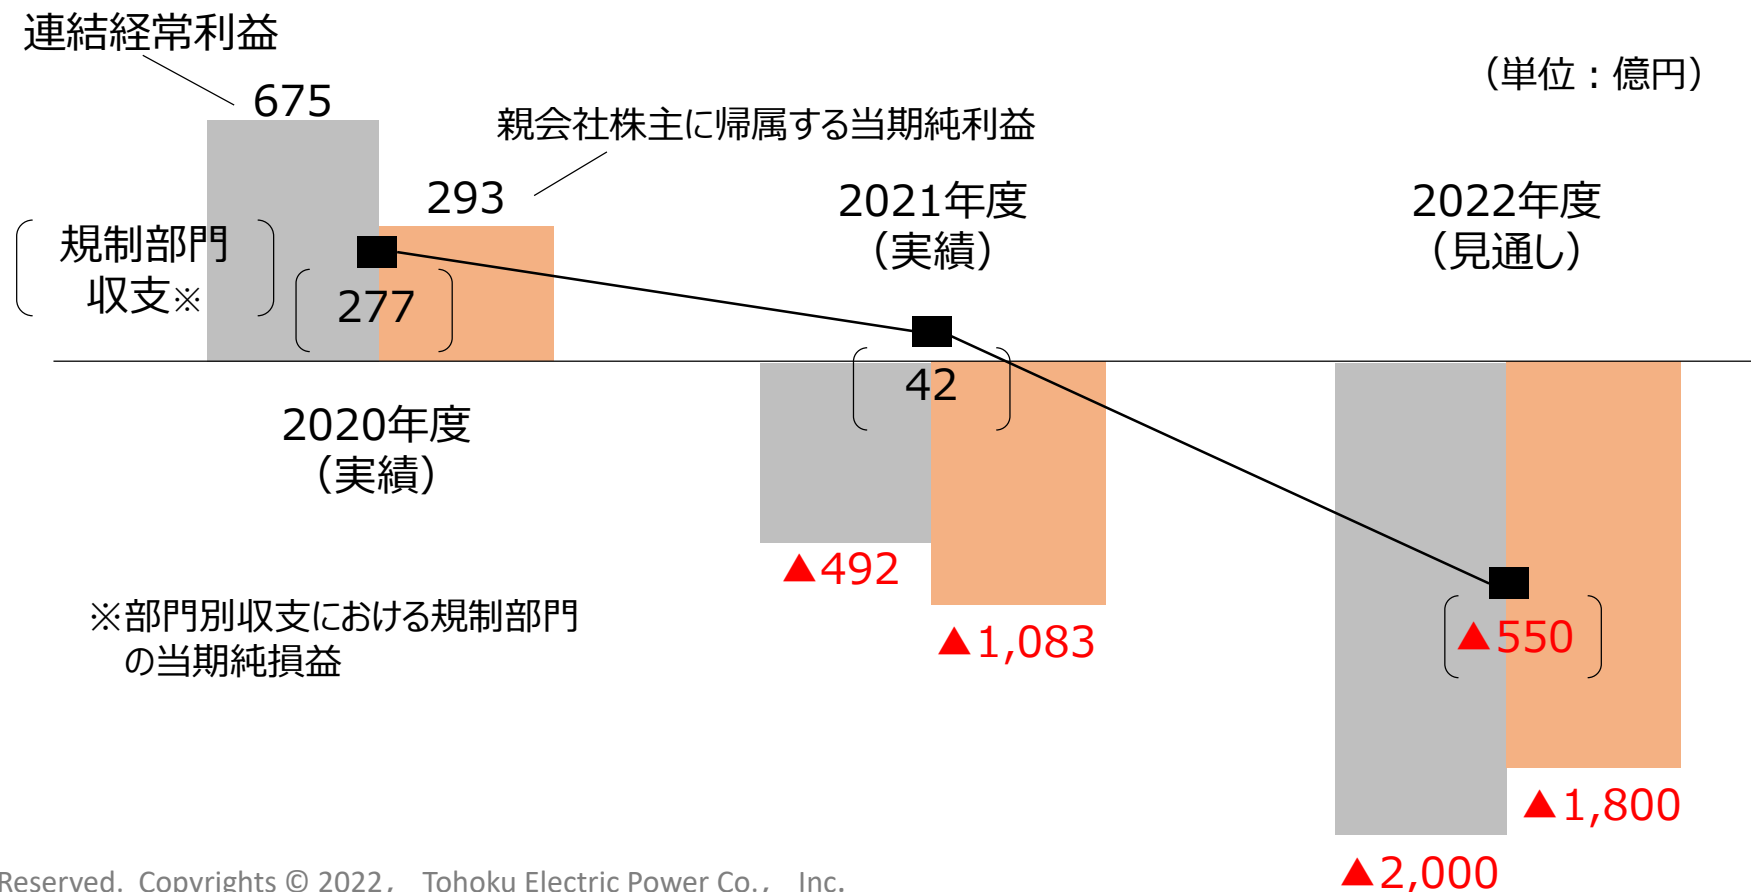 連結経常利益
（単位：億円）
675
親会社株主に帰属する当期純利益
293
2021年度
（実績）
2022年度
（見通し）
規制部門
収支※
277
42
2020年度
（実績）
▲492
▲1,083
▲550
※部門別収支における規制部門
の当期純損益
▲1,800
▲2,000
Reserved. Copyrights © 2022， Tohoku Electric Power Co.， Inc.